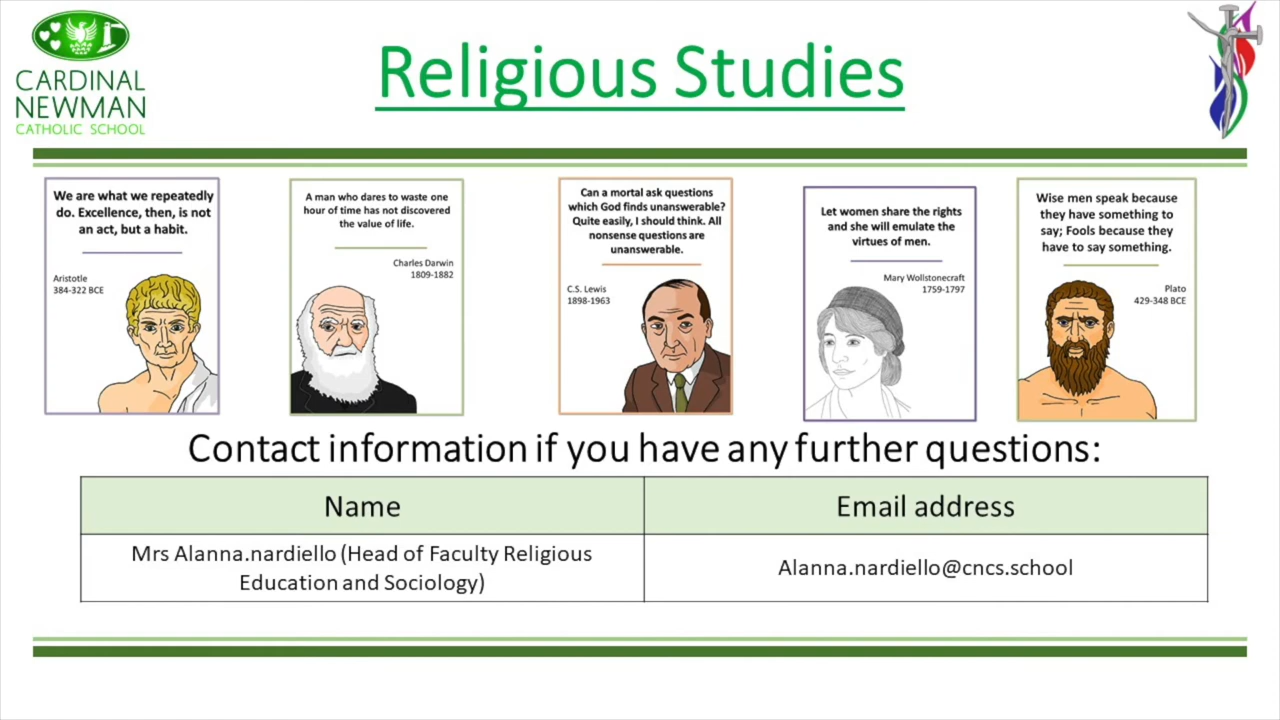 CARDINAL
NEWMAN
CATHOLIC SCHOOL
Religious Studies
We are what we repeatedly
do. Excellence, then, is not
an act, but a habit.
Aristotle
384-322 BCE
A man who dares to waste one
hour of time has not discovered
the value of life.
Charles Darwin
1809-1882
Can a mortal ask questions
which God finds unanswerable?
Quite easily, I should think. All
nonsense questions are
unanswerable.
C.S. Lewis
1898-1963
Let women share the rights
and she will emulate the
virtues of men.
Mary Wollstonecraft
1759-1797
Wise men speak because
they have something to
say; Fools because they
have to say something.
Plato
429-348 BCE
Contact information if you have any further questions:
Name
Email address
Mrs Alanna.nardiello (Head of Faculty Religious
Education and Sociology)
Alanna.nardiello@cncs.school